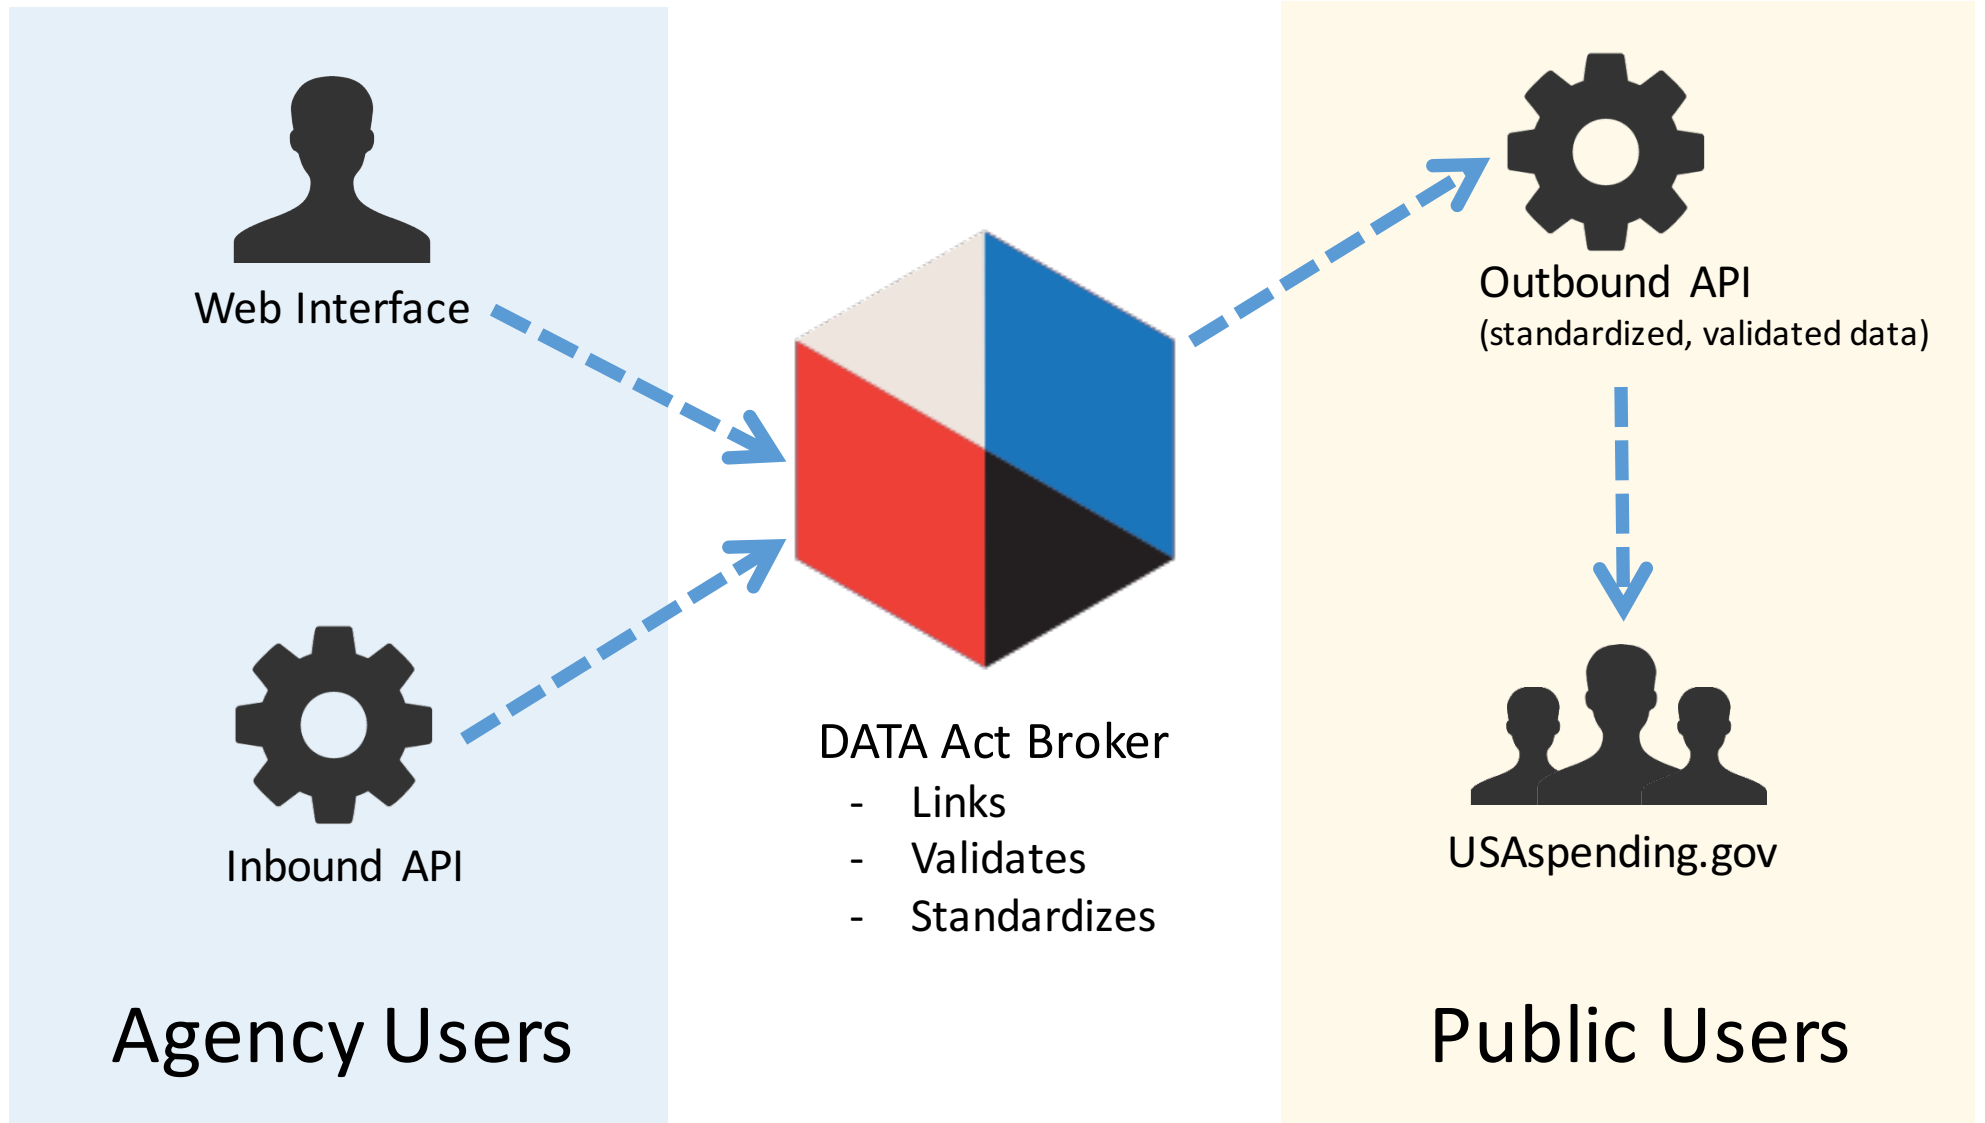 Web Interface
Inbound API
Agency Users
DATA Act Broker
- Links
- Validates
- Standardizes
Outbound API
(standardized, validated data)
USAspending.gov
Public Users